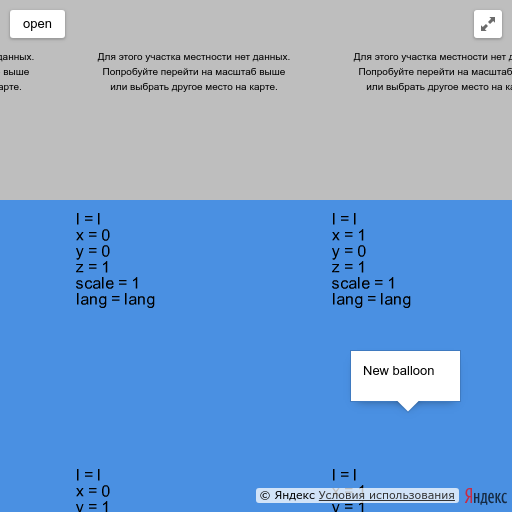 open
данных.
выше
арте.
Для этого участка местности нет данных.
Попробуйте перейти на масштаб выше
или выбрать другое место на карте.
Для этого участка местности нет
Попробуйте перейти на масштаб
или выбрать другое место на
l = l
x = 0
y = 0
z = 1
scale = 1
lang = lang
l = l
x = 1
y = 0
z = 1
scale = 1
lang = lang
New balloon
l = l
x = 0
y = 1
l = l
x = 1
y = 1
© Яндекс Условия использования
Яндекс